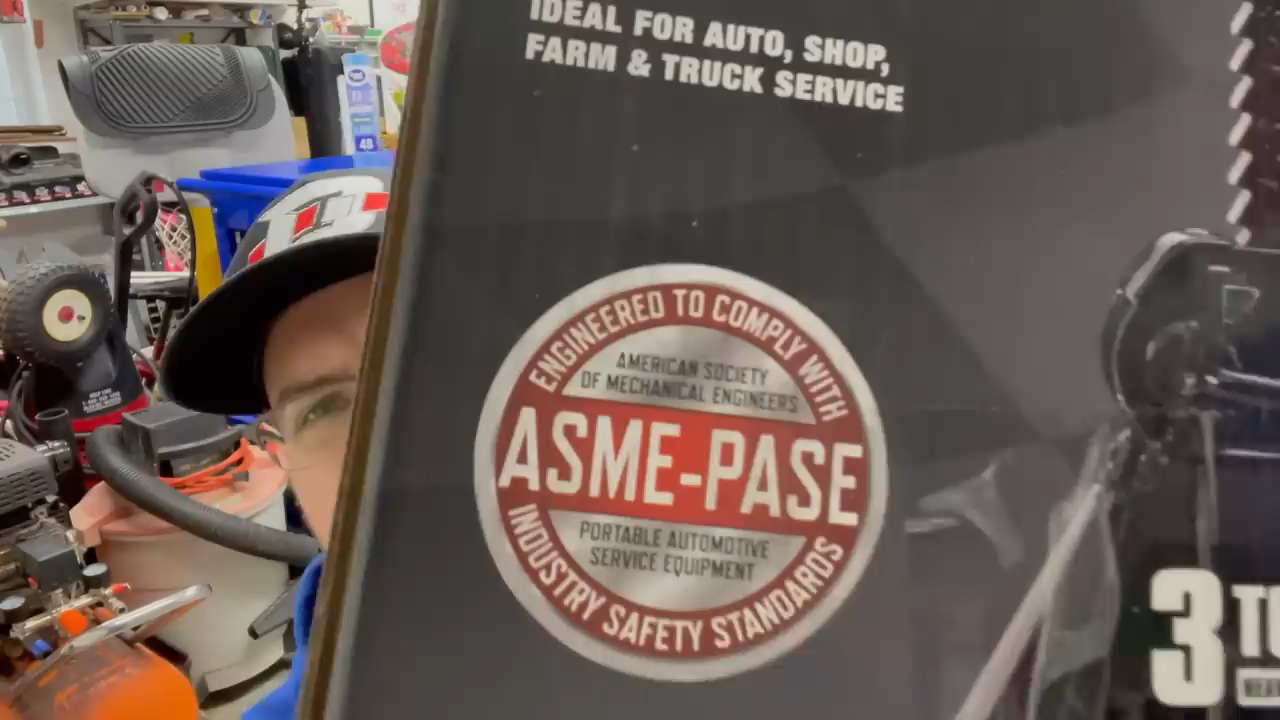 IDEAL FOR AUTO, SHOP,
FARM & TRUCK SERVICE
ENGINEERED TO COMPLY WITH
AMERICAN SOCIETY
OF MECHANICAL ENGINEERS
ASME-PASE
PORTABLE AUTOMOTIVE
SERVICE EQUIPMENT
INDUSTRY SAFETY STANDARDS
3
48